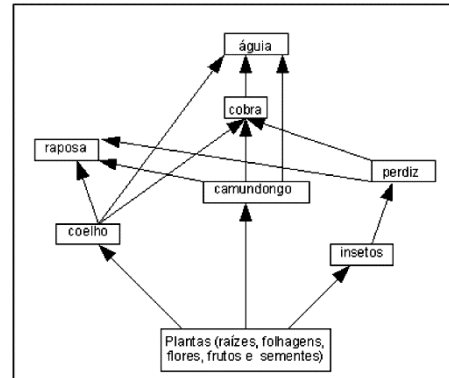 águia
cobra
raposa
perdiz
camundongo
coelho
insetos
Plantas (raízes, folhagens,
flores, frutos e sementes)